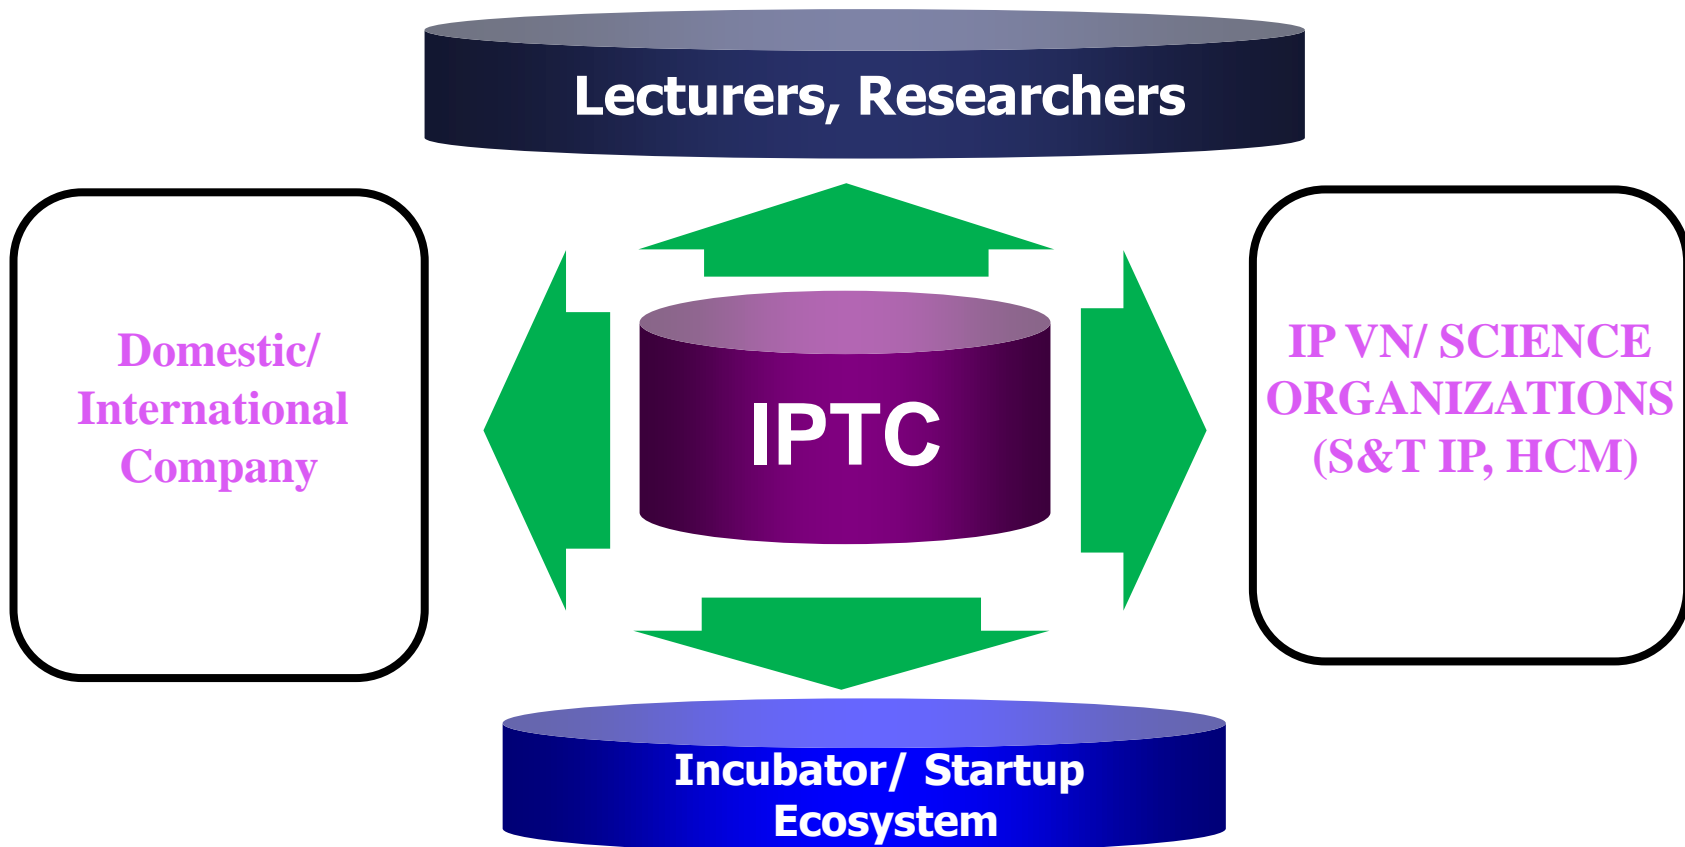 Lecturers, Researchers
Domestic/
International
Company
IPTC
IP VN/ SCIENCE
ORGANIZATIONS
(S&T IP, HCM)
Incubator/ Startup
Ecosystem